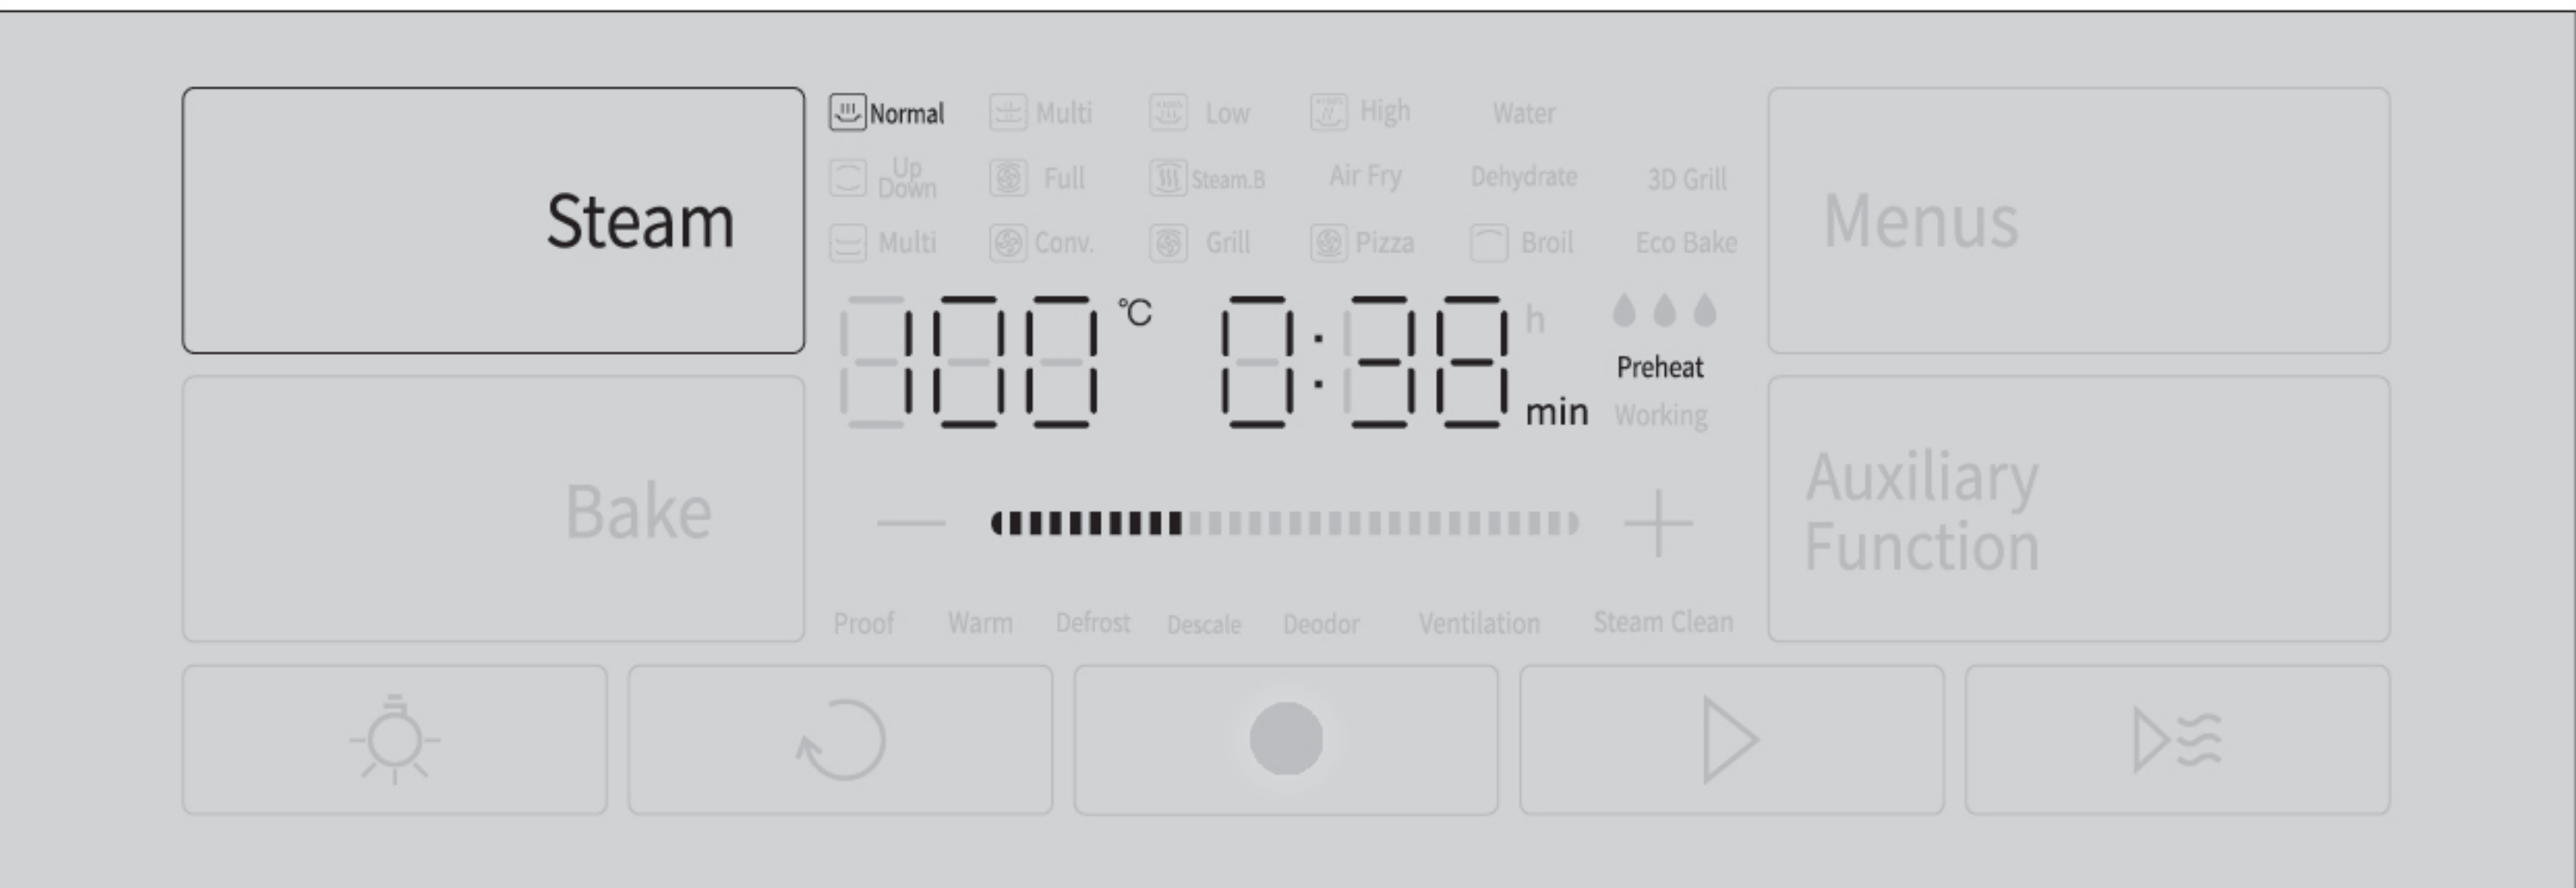 Steam
Normal Multi Low High Water
Up Down Full Steam.B Air Fry Dehydrate 3D Grill
Multi Conv. Grill Pizza Broil Eco Bake
Menus
100 °C 0:38 h min
Preheat
Working
Bake
Auxiliary
Function
Proof Warm Defrost Descale Deodor Ventilation Steam Clean